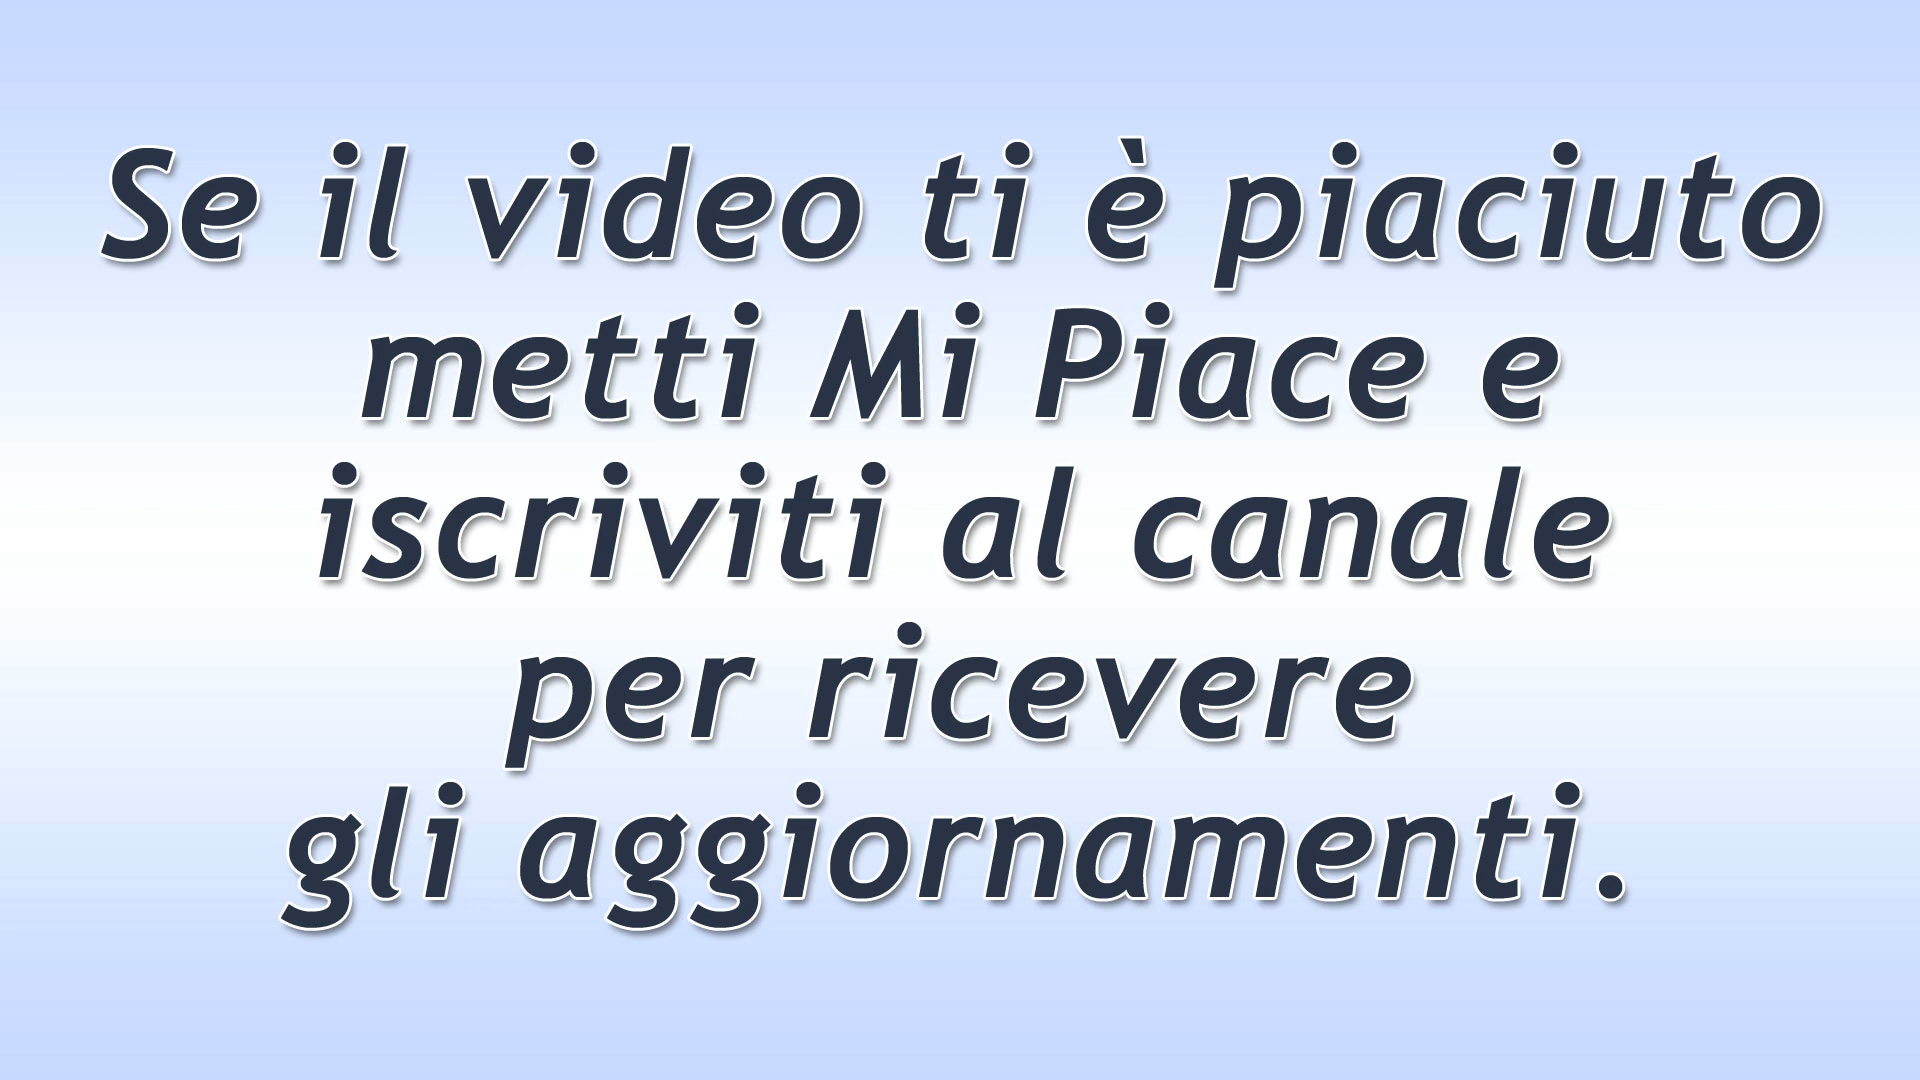 Se il video ti è piaciuto
metti Mi Piace e
iscriviti al canale
per ricevere
gli aggiornamenti.